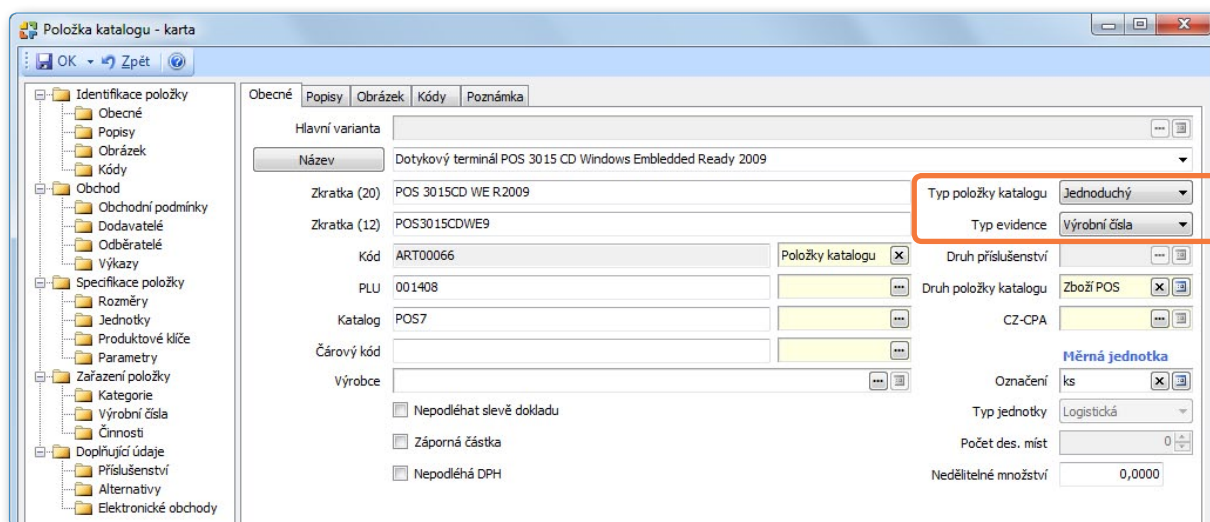 Položka katalogu - karta
OK Zpět
Identifikace položky
Obecné
Popisy
Obrázek
Kódy
Obchod
Obchodní podmínky
Dodavatelé
Odběratelé
Výkazy
Specifikace položky
Rozměry
Jednotky
Produktové klíče
Parametry
Zařazení položky
Kategorie
Výrobní čísla
Činnosti
Doplňující údaje
Příslušenství
Alternativy
Elektronické obchody
Obecné Popisy Obrázek Kódy Poznámka
Hlavní varianta
Název Dotykový terminál POS 3015 CD Windows Embledded Ready 2009
Zkratka (20) POS 3015CD WE R2009 Typ položky katalogu Jednoduchý
Zkratka (12) POS3015CDWE9 Typ evidence Výrobní čísla
Kód ART00066 Položky katalogu Druh příslušenství
PLU 001408 Druh položky katalogu Zboží POS
Katalog POS7 CZ-CPA
Čárový kód Měrná jednotka
Výrobce Označení ks
Nepodléhat slevě dokladu Typ jednotky Logistická
Záporná částka Počet des. míst 0
Nepodléhá DPH Nedělitelné množství 0,0000